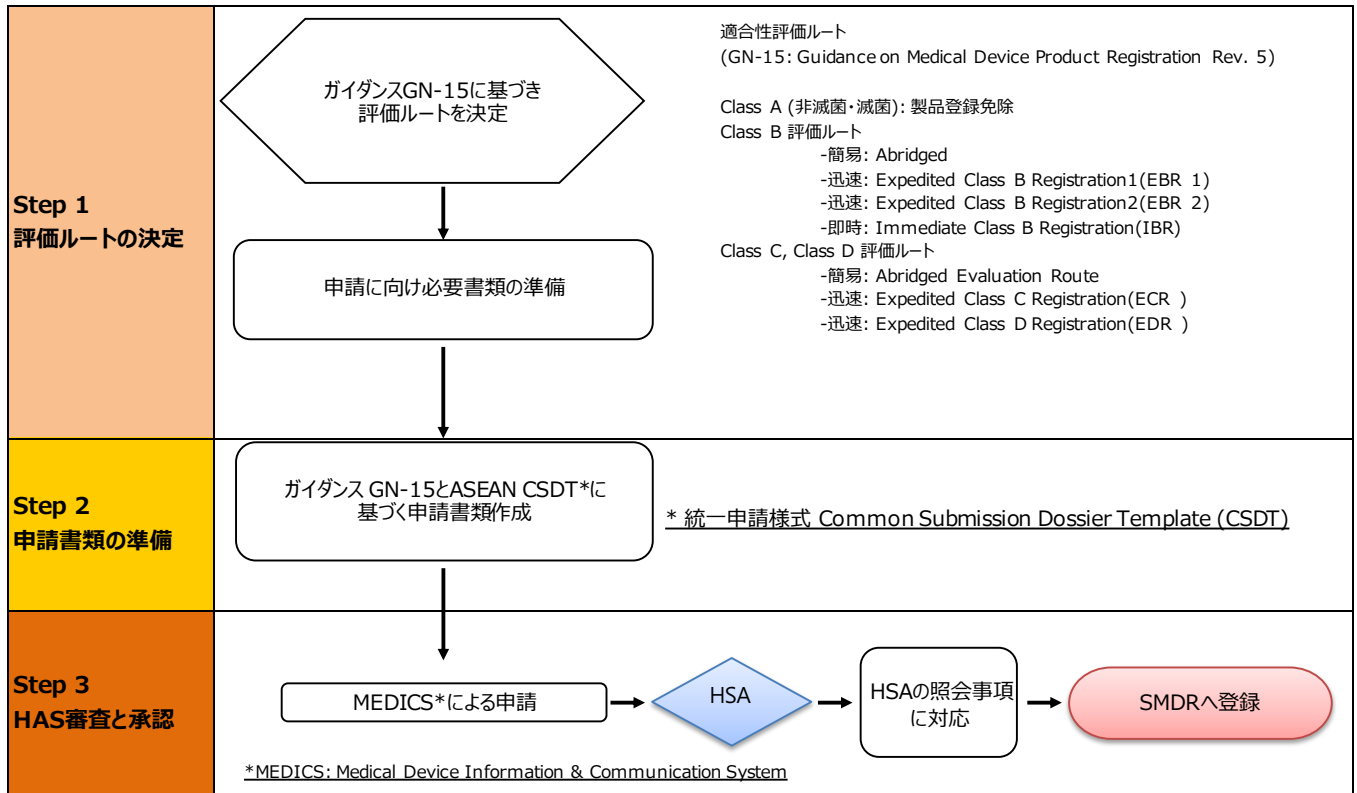 Step 1
評価ルートの決定
ガイダンスGN-15に基づき
評価ルートを決定
申請に向け必要書類の準備
適合性評価ルート
(GN-15: Guidance on Medical Device Product Registration Rev. 5)
Class A (非滅菌・滅菌): 製品登録免除
Class B 評価ルート
-簡易: Abridged
-迅速: Expedited Class B Registration1(EBR 1)
-迅速: Expedited Class B Registration2(EBR 2)
-即時: Immediate Class B Registration(IBR)
Class C, Class D 評価ルート
-簡易: Abridged Evaluation Route
-迅速: Expedited Class C Registration(ECR )
-迅速: Expedited Class D Registration(EDR )
Step 2
申請書類の準備
ガイダンス GN-15とASEAN CSDT*に
基づく申請書類作成
* 統一申請様式 Common Submission Dossier Template (CSDT)
Step 3
HAS審査と承認
MEDICS*による申請
HSA
HSAの照会事項
に対応
SMDRへ登録
*MEDICS: Medical Device Information & Communication System